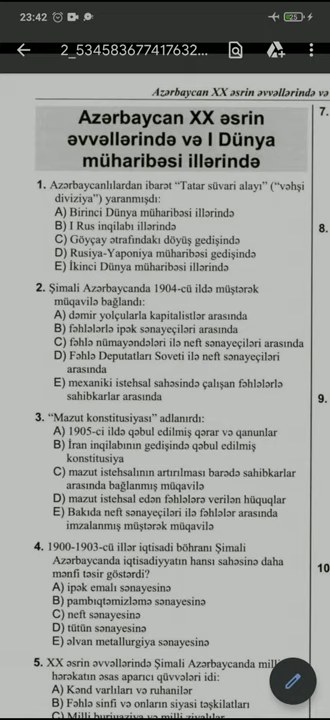 23:42
25
2_534583677417632...
Azərbaycan XX əsrin əvvəllərində və
Azərbaycan XX əsrin
əvvəllərində və I Dünya
müharibəsi illərində
1. Azərbaycanlılardan ibarət “Tatar süvari alayı” (“vəhşi
diviziya”) yaranmışdı:
A) Birinci Dünya müharibəsi illərində
B) I Rus inqilabı illərində
C) Göyçay ətrafındakı döyüş gedişində
D) Rusiya-Yaponiya müharibəsi gedişində
E) İkinci Dünya müharibəsi illərində
2. Şimali Azərbaycanda 1904-cü ildə müştərək
müqavilə bağlandı:
A) dəmir yolçularla kapitalistlər arasında
B) fəhlələrlə ipək sənayeçiləri arasında
C) fəhlə nümayəndələri ilə neft sənayeçiləri arasında
D) Fəhlə Deputatları Soveti ilə neft sənayeçiləri
arasında
E) mexaniki istehsal sahəsində çalışan fəhlələrlə
sahibkarlar arasında
3. “Mazut konstitusiyası” adlanırdı:
A) 1905-ci ildə qəbul edilmiş qərar və qanunlar
B) İran inqilabının gedişində qəbul edilmiş
konstitusiya
C) mazut istehsalının artırılması barədə sahibkarlar
arasında bağlanmış müqavilə
D) mazut istehsal edən fəhlələrə verilən hüquqlar
E) Bakıda neft sənayeçiləri ilə fəhlələr arasında
imzalanmış müştərək müqavilə
4. 1900-1903-cü illər iqtisadi böhranı Şimali
Azərbaycanda iqtisadiyyatın hansı sahəsinə daha
mənfi təsir göstərdi?
A) ipək emalı sənayesinə
B) pambıqtəmizləmə sənayesinə
C) neft sənayesinə
D) tütün sənayesinə
E) əlvan metallurgiya sənayesinə
5. XX əsrin əvvəllərində Şimali Azərbaycanda mill
hərəkatın əsas aparıcı qüvvələri idi:
A) Kənd varlıları və ruhanilər
B) Fəhlə sinfi və onların siyasi təşkilatları
C) Milli burjuaziya və milli ziyalılar
7.
8.
9.
10